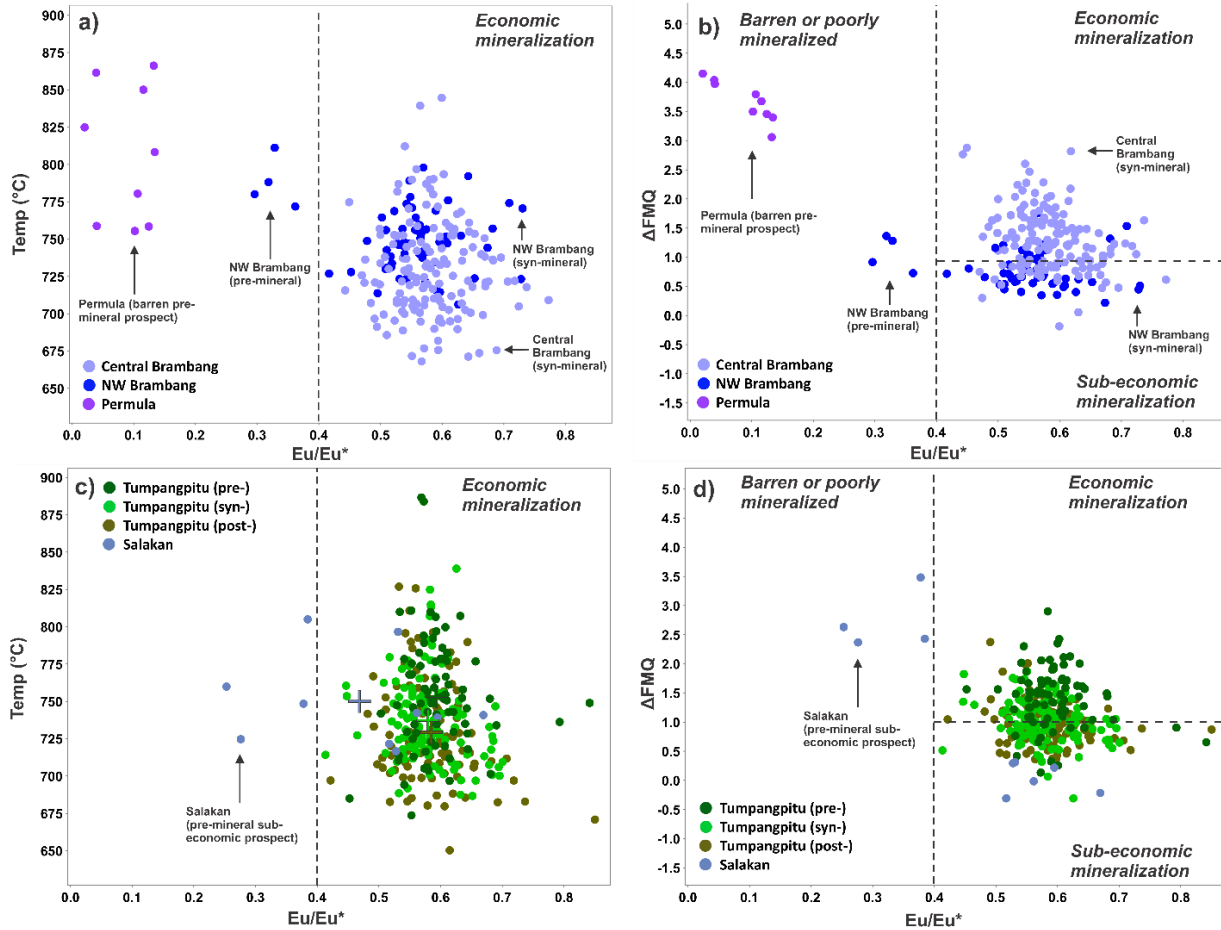 a)
Economic
mineralization
900
875
850
825
800
775
750
725
700
675
650
Temp (°C)
0.0 0.1 0.2 0.3 0.4 0.5 0.6 0.7 0.8
Eu/Eu*
Permula (barren pre-
mineral prospect)
NW Brambang
(pre-mineral)
NW Brambang
(syn-mineral)
Central
Brambang
(syn-mineral)
Central Brambang
NW Brambang
Permula
b)
Barren or poorly
mineralized
Economic
mineralization
5.0
4.5
4.0
3.5
3.0
2.5
2.0
1.5
1.0
0.5
0.0
-0.5
-1.0
-1.5
ΔFMQ
0.0 0.1 0.2 0.3 0.4 0.5 0.6 0.7 0.8
Eu/Eu*
Central
Brambang
(syn-mineral)
Permula (barren pre-
mineral prospect)
NW Brambang
(pre-mineral)
NW Brambang
(syn-mineral)
Sub-economic
mineralization
Central Brambang
NW Brambang
Permula
c)
Economic
mineralization
Tumpangpitu (pre-)
Tumpangpitu (syn-)
Tumpangpitu (post-)
Salakan
900
875
850
825
800
775
750
725
700
675
650
Temp (°C)
0.0 0.1 0.2 0.3 0.4 0.5 0.6 0.7 0.8
Eu/Eu*
Salakan
(pre-mineral sub-
economic prospect)
d)
Barren or poorly
mineralized
Economic
mineralization
5.0
4.5
4.0
3.5
3.0
2.5
2.0
1.5
1.0
0.5
0.0
-0.5
-1.0
-1.5
ΔFMQ
0.0 0.1 0.2 0.3 0.4 0.5 0.6 0.7 0.8
Eu/Eu*
Salakan
(pre-mineral sub-
economic prospect)
Tumpangpitu (pre-)
Tumpangpitu (syn-)
Tumpangpitu (post-)
Salakan
Sub-economic
mineralization